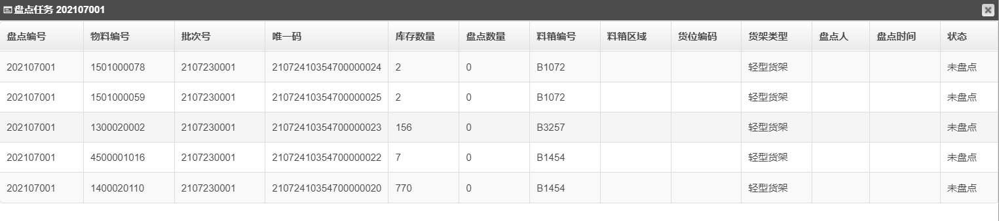 盘点任务 202107001
盘点编号 物料编号 批次号 唯一码 库存数量 盘点数量 料箱编号 料箱区域 货位编码 货架类型 盘点人 盘点时间 状态
202107001 1501000078 2107230001 21072410354700000024 2 0 B1072 轻型货架 未盘点
202107001 1501000059 2107230001 21072410354700000025 2 0 B1072 轻型货架 未盘点
202107001 1300020002 2107230001 21072410354700000023 156 0 B3257 轻型货架 未盘点
202107001 4500001016 2107230001 21072410354700000022 7 0 B1454 轻型货架 未盘点
202107001 1400020110 2107230001 21072410354700000020 770 0 B1454 轻型货架 未盘点